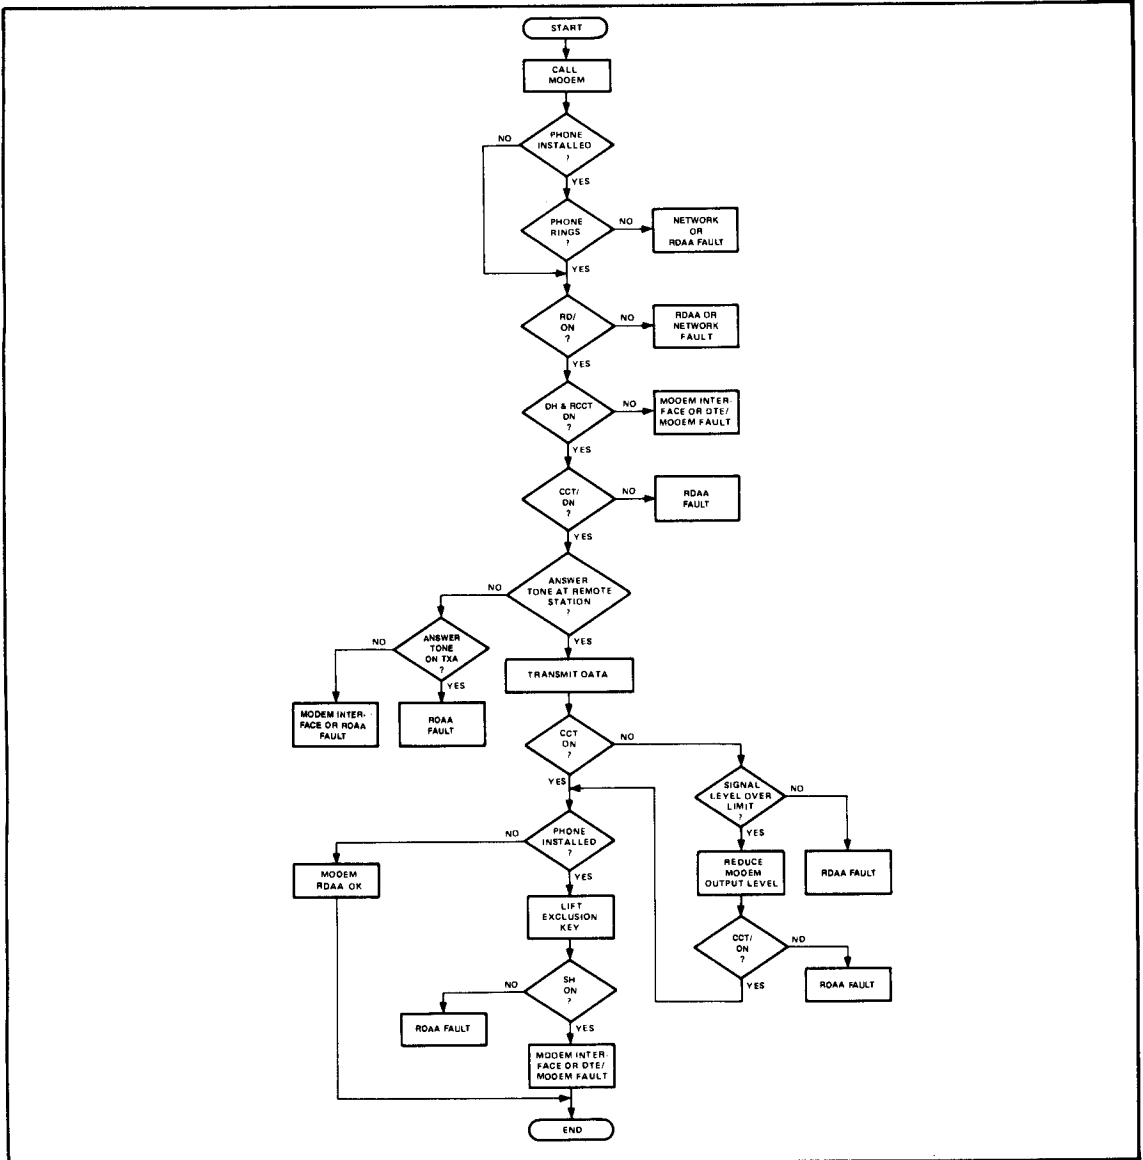 START
CALL
MODEM
NO
PHONE
INSTALLED
?
YES
PHONE
RINGS
?
NO
NETWORK
OR
RDAA FAULT
YES
RD/
ON
?
NO
RDAA OR
NETWORK
FAULT
YES
OH & RCCT
ON
?
NO
MODEM INTER-
FACE OR DTE/
MODEM FAULT
YES
CCT/
ON
?
NO
RDAA
FAULT
YES
NO
ANSWER
TONE AT REMOTE
STATION
?
YES
NO
ANSWER
TONE
ON TXA
?
YES
MODEM INTER-
FACE OR RDAA
FAULT
RDAA
FAULT
TRANSMIT DATA
CCT
ON
?
NO
YES
SIGNAL
LEVEL OVER
LIMIT
?
NO
YES
RDAA FAULT
REDUCE
MODEM
OUTPUT LEVEL
CCT/
ON
?
NO
YES
RDAA FAULT
NO
PHONE
INSTALLED
?
YES
MODEM
RDAA OK
LIFT
EXCLUSION
KEY
NO
SH
ON
?
YES
RDAA FAULT
MODEM INTER-
FACE OR DTE/
MODEM FAULT
END